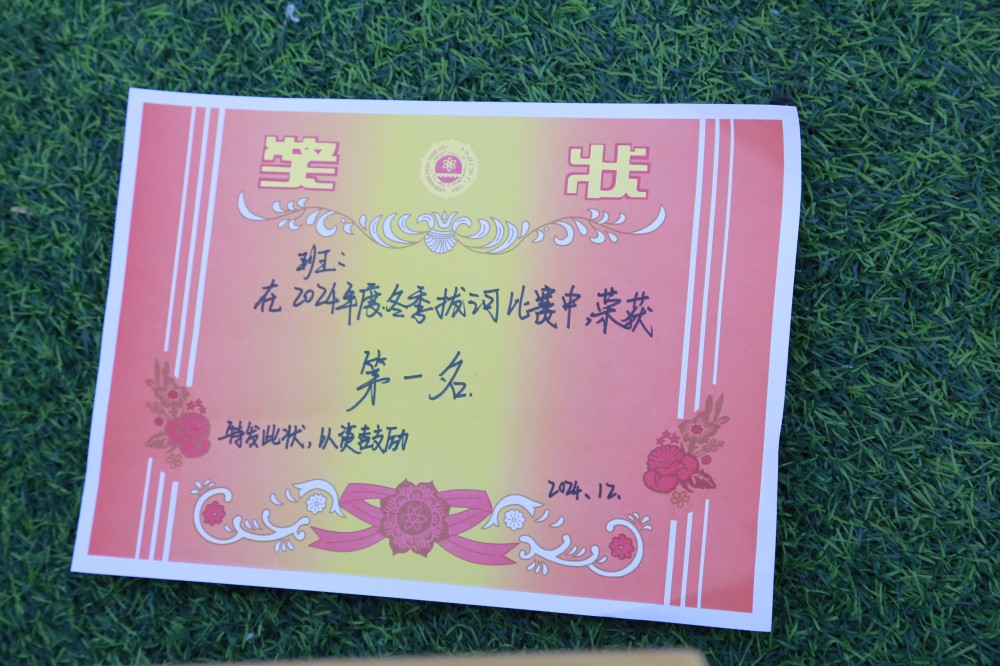 奖状
班:
在2024年度冬季拔河比赛中,荣获
第一名.
特发此状,以资鼓励
2024、12、